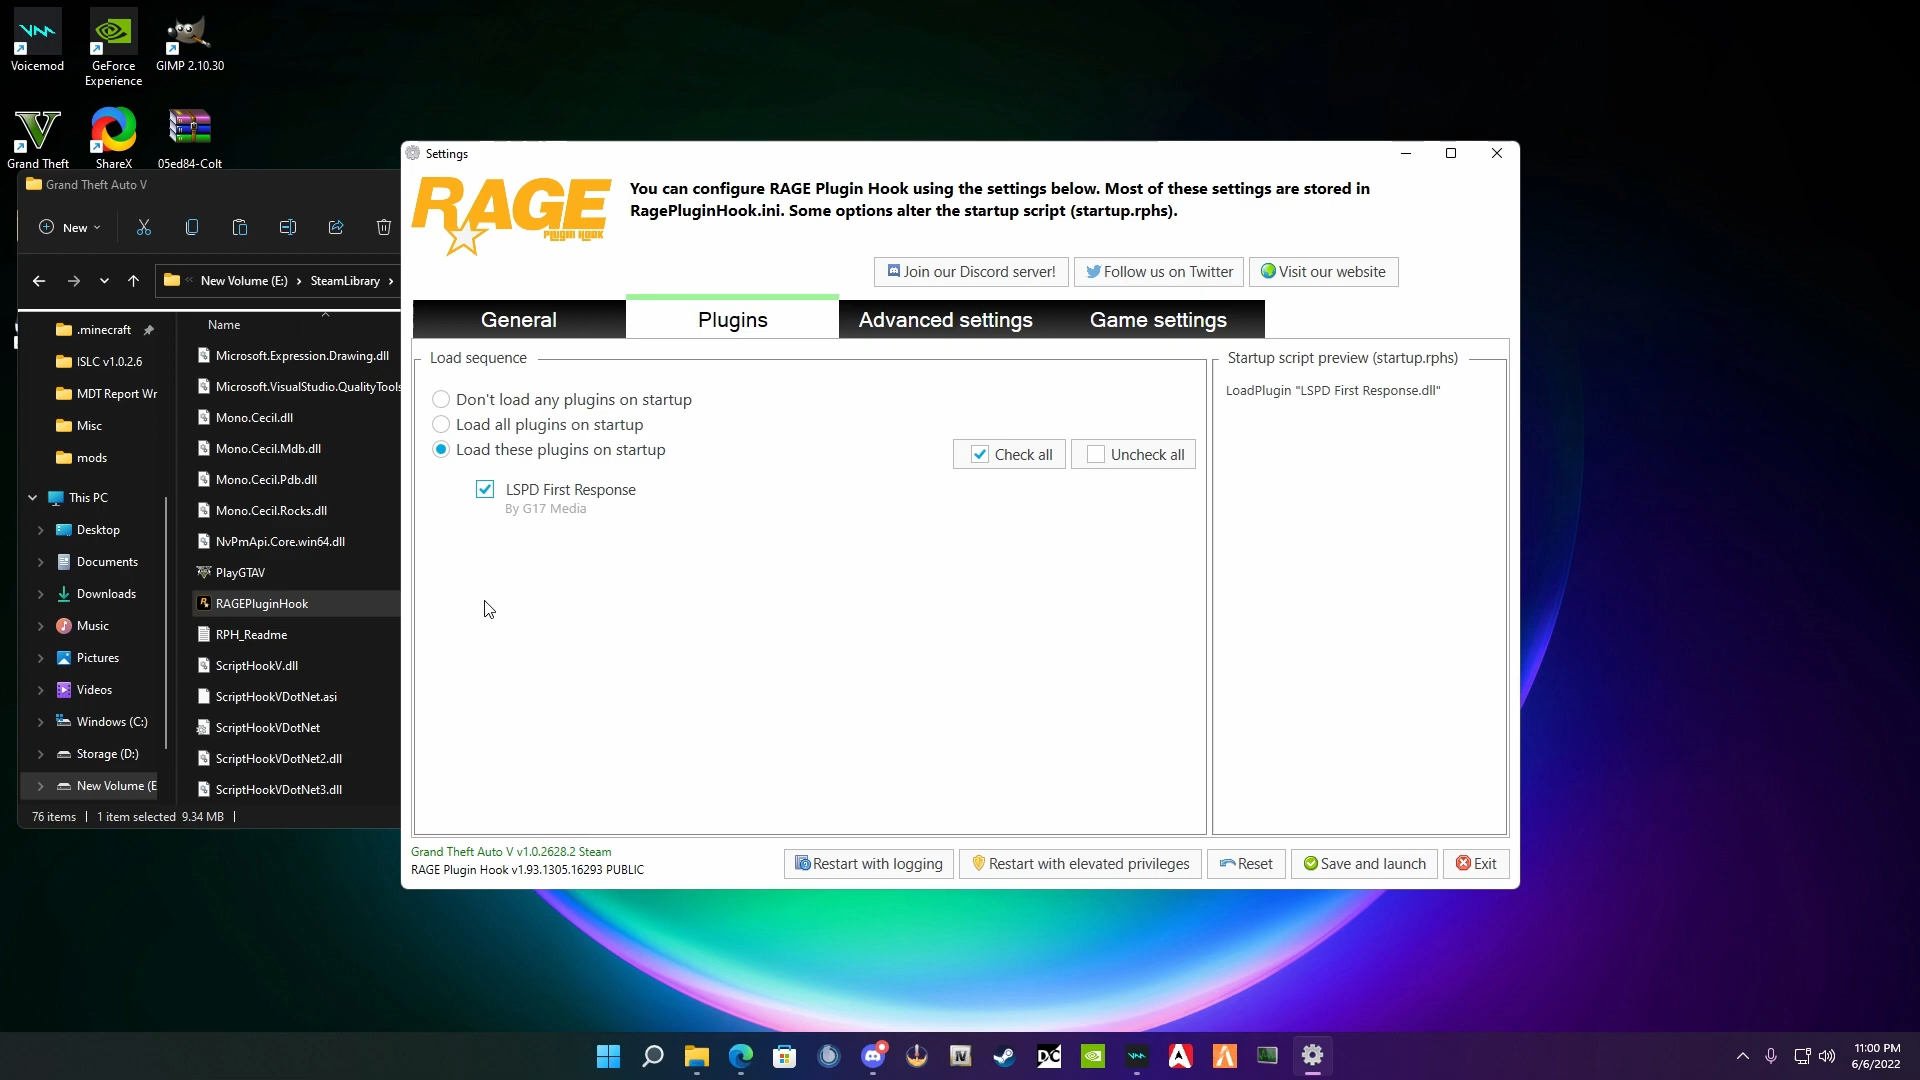 Voicemod
GeForce
Experience
GIMP 2.10.30
Grand Theft
ShareX
05ed84-Colt
Grand Theft Auto V
New
New Volume (E:)
SteamLibrary
.minecraft
ISLC v1.0.2.6
MDT Report Wr
Misc
mods
This PC
Desktop
Documents
Downloads
Music
Pictures
Videos
Windows (C:)
Storage (D:)
New Volume (E
Name
Microsoft.Expression.Drawing.dll
Microsoft.VisualStudio.QualityTools
Mono.Cecil.dll
Mono.Cecil.Mdb.dll
Mono.Cecil.Pdb.dll
Mono.Cecil.Rocks.dll
NvPmApi.Core.win64.dll
PlayGTAV
RAGEPluginHook
RPH_Readme
ScriptHookV.dll
ScriptHookVDotNet.asi
ScriptHookVDotNet
ScriptHookVDotNet2.dll
ScriptHookVDotNet3.dll
76 items
1 item selected 9.34 MB
Settings
RAGE
PLUGIN HOOK
You can configure RAGE Plugin Hook using the settings below. Most of these settings are stored in
RagePluginHook.ini. Some options alter the startup script (startup.rphs).
Join our Discord server!
Follow us on Twitter
Visit our website
General
Plugins
Advanced settings
Game settings
Load sequence
Don't load any plugins on startup
Load all plugins on startup
Load these plugins on startup
Check all
Uncheck all
LSPD First Response
By G17 Media
Startup script preview (startup.rphs)
LoadPlugin "LSPD First Response.dll"
Grand Theft Auto V v1.0.2628.2 Steam
RAGE Plugin Hook v1.93.1305.16293 PUBLIC
Restart with logging
Restart with elevated privileges
Reset
Save and launch
Exit
IV
DC
11:00 PM
6/6/2022